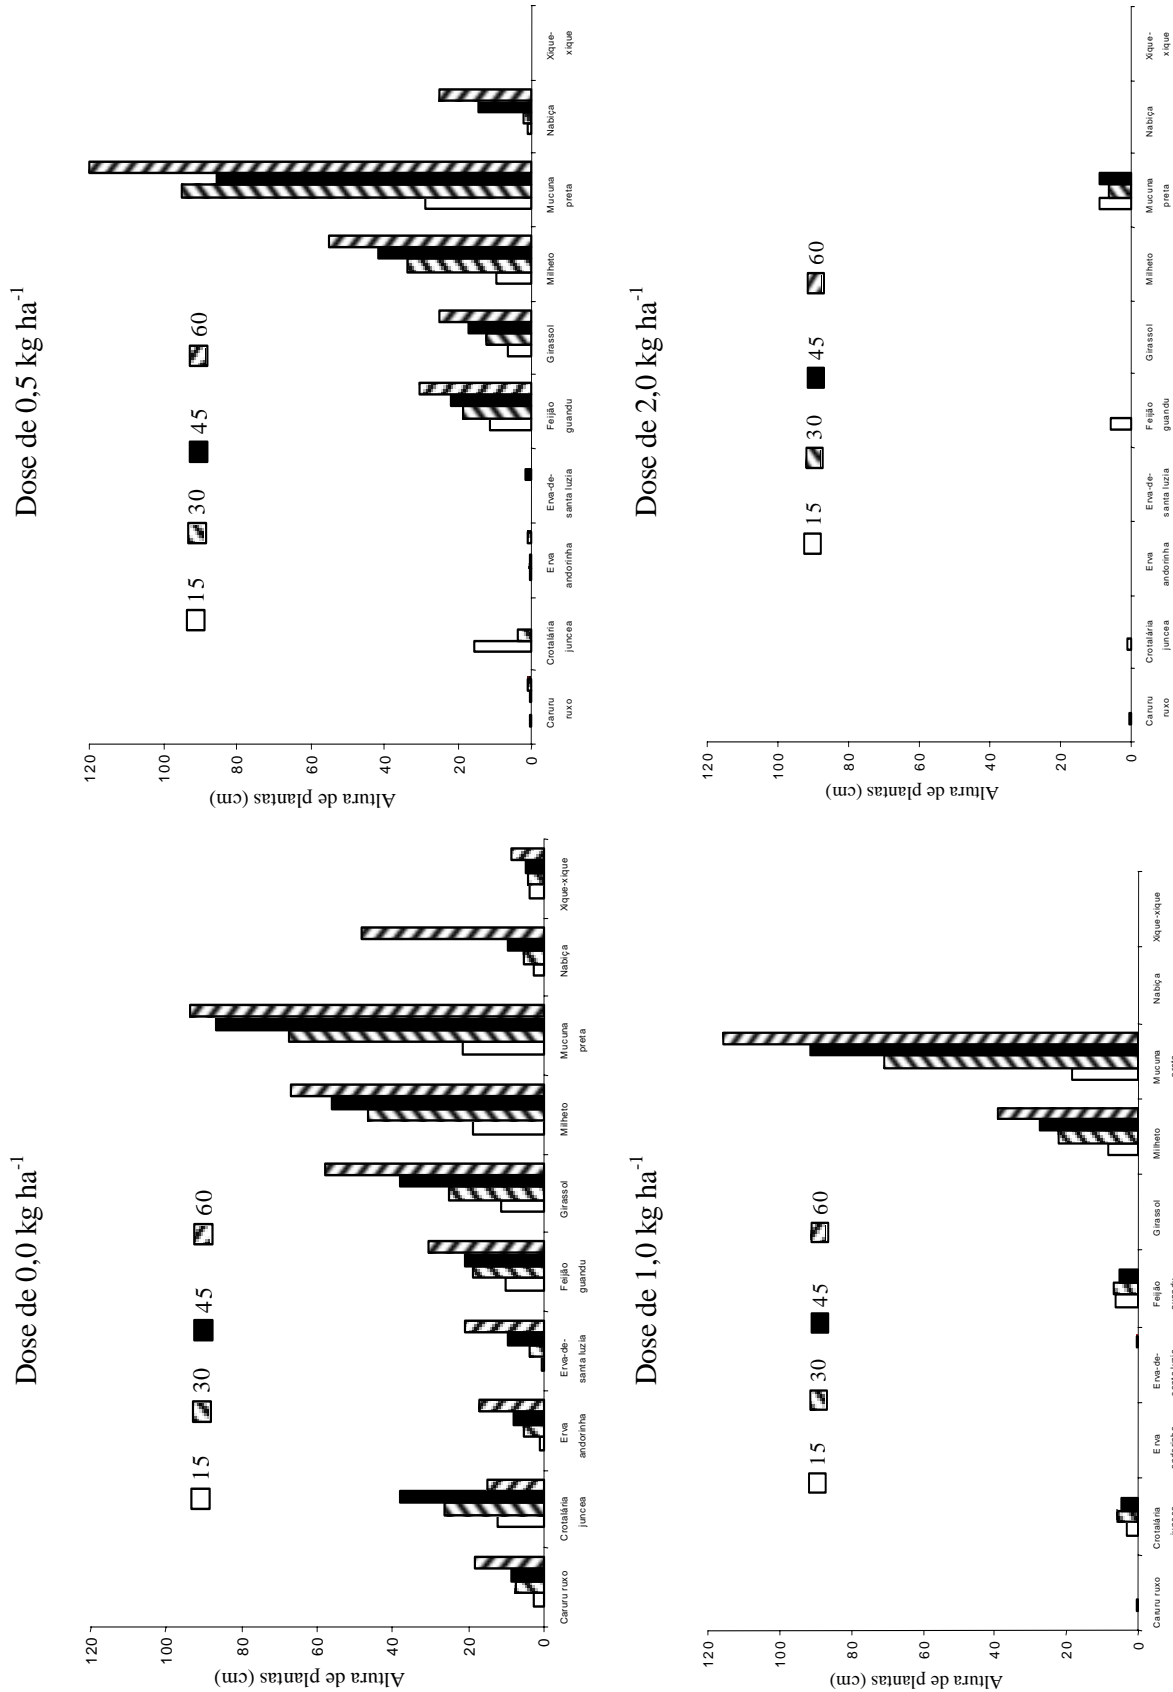 Dose de 0,0 kg ha⁻¹
15 30 45 60
Altura de plantas (cm)
120
100
80
60
40
20
0
Caruru ruxo
Crotalária
juncea
Erva
andorinha
Erva-de-
santa luzia
Feijão
guandu
Girassol
Milheto
Mucuna
preta
Nabiça
Xique-xique
Dose de 0,5 kg ha⁻¹
15 30 45 60
Altura de plantas (cm)
120
100
80
60
40
20
0
Caruru
ruxo
Crotalária
juncea
Erva
andorinha
Erva-de-
santa luzia
Feijão
guandu
Girassol
Milheto
Mucuna
preta
Nabiça
Xique-
xique
Dose de 1,0 kg ha⁻¹
15 30 45 60
Altura de plantas (cm)
120
100
80
60
40
20
0
Caruru ruxo
Crotalária
Erva
Erva-de-
Feijão
Girassol
Milheto
Mucuna
Nabiça
Xique-xique
Dose de 2,0 kg ha⁻¹
15 30 45 60
Altura de plantas (cm)
120
100
80
60
40
20
0
Caruru
ruxo
Crotalária
juncea
Erva
andorinha
Erva-de-
santa luzia
Feijão
guandu
Girassol
Milheto
Mucuna
preta
Nabiça
Xique-
xique